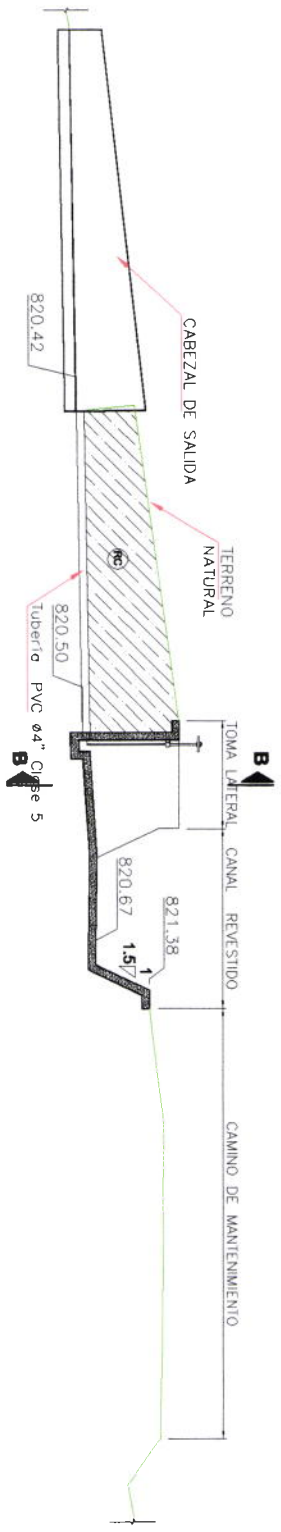 CABEZAL DE SALIDA
820.42
TERRENO
NATURAL
RC
820.50
Tubería PVC ø4" Clase 5
TOMA LATERAL
B
B
CANAL REVESTIDO
820.67
821.38
1
1.5
CAMINO DE MANTENIMIENTO